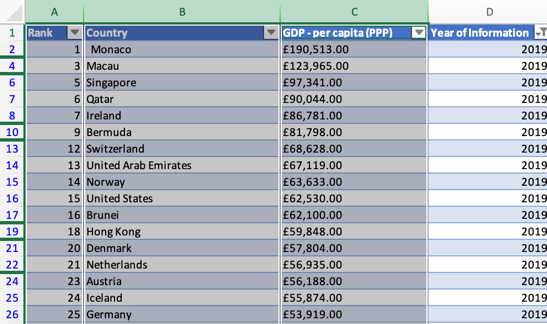 A B C D
1 Rank Country GDP - per capita (PPP) Year of Information
2 1 Monaco £190,513.00 2019
4 3 Macau £123,965.00 2019
6 5 Singapore £97,341.00 2019
7 6 Qatar £90,044.00 2019
8 7 Ireland £86,781.00 2019
10 9 Bermuda £81,798.00 2019
13 12 Switzerland £68,628.00 2019
14 13 United Arab Emirates £67,119.00 2019
15 14 Norway £63,633.00 2019
16 15 United States £62,530.00 2019
17 16 Brunei £62,100.00 2019
19 18 Hong Kong £59,848.00 2019
21 20 Denmark £57,804.00 2019
22 21 Netherlands £56,935.00 2019
24 23 Austria £56,188.00 2019
25 24 Iceland £55,874.00 2019
26 25 Germany £53,919.00 2019